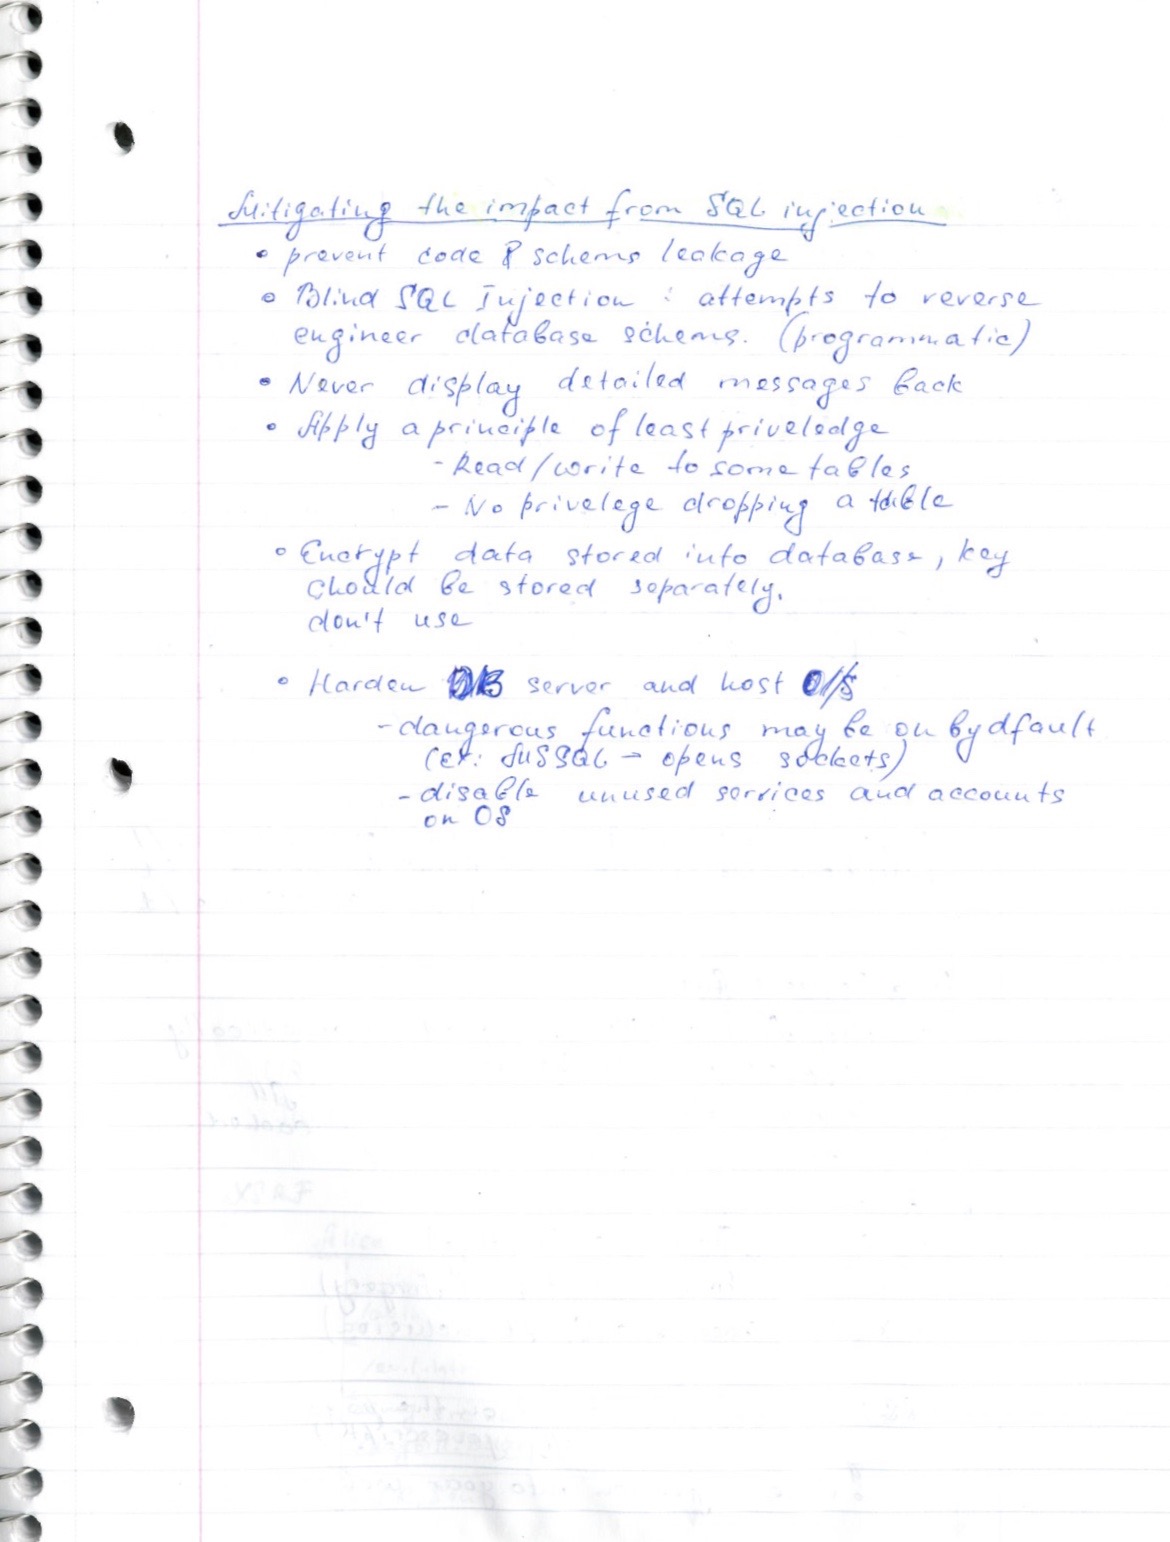 Mitigating the impact from SQL injection
• prevent code & schema leakage
• Blind SQL Injection : attempts to reverse
engineer database schema. (programmatic)
• Never display detailed messages back
• Apply a principle of least priveledge
- Read/write to some tables
- No privelege dropping a table
• Encrypt data stored into database, key
should be stored separately.
don't use
• Harden DB server and host O/S
- dangerous functions may be on by dfault
(ex: MSSQL - opens sockets)
- disable unused services and accounts
on OS